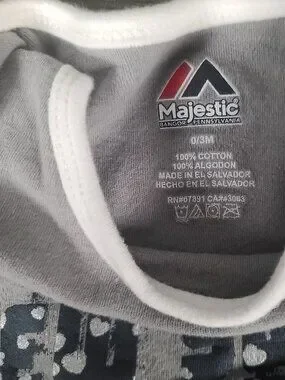 Majestic
BANGOR PENNSYLVANIA
0/3M
100% COTTON
100% ALGODON
MADE IN EL SALVADOR
HECHO EN EL SALVADOR
RN#07891 CA#43083